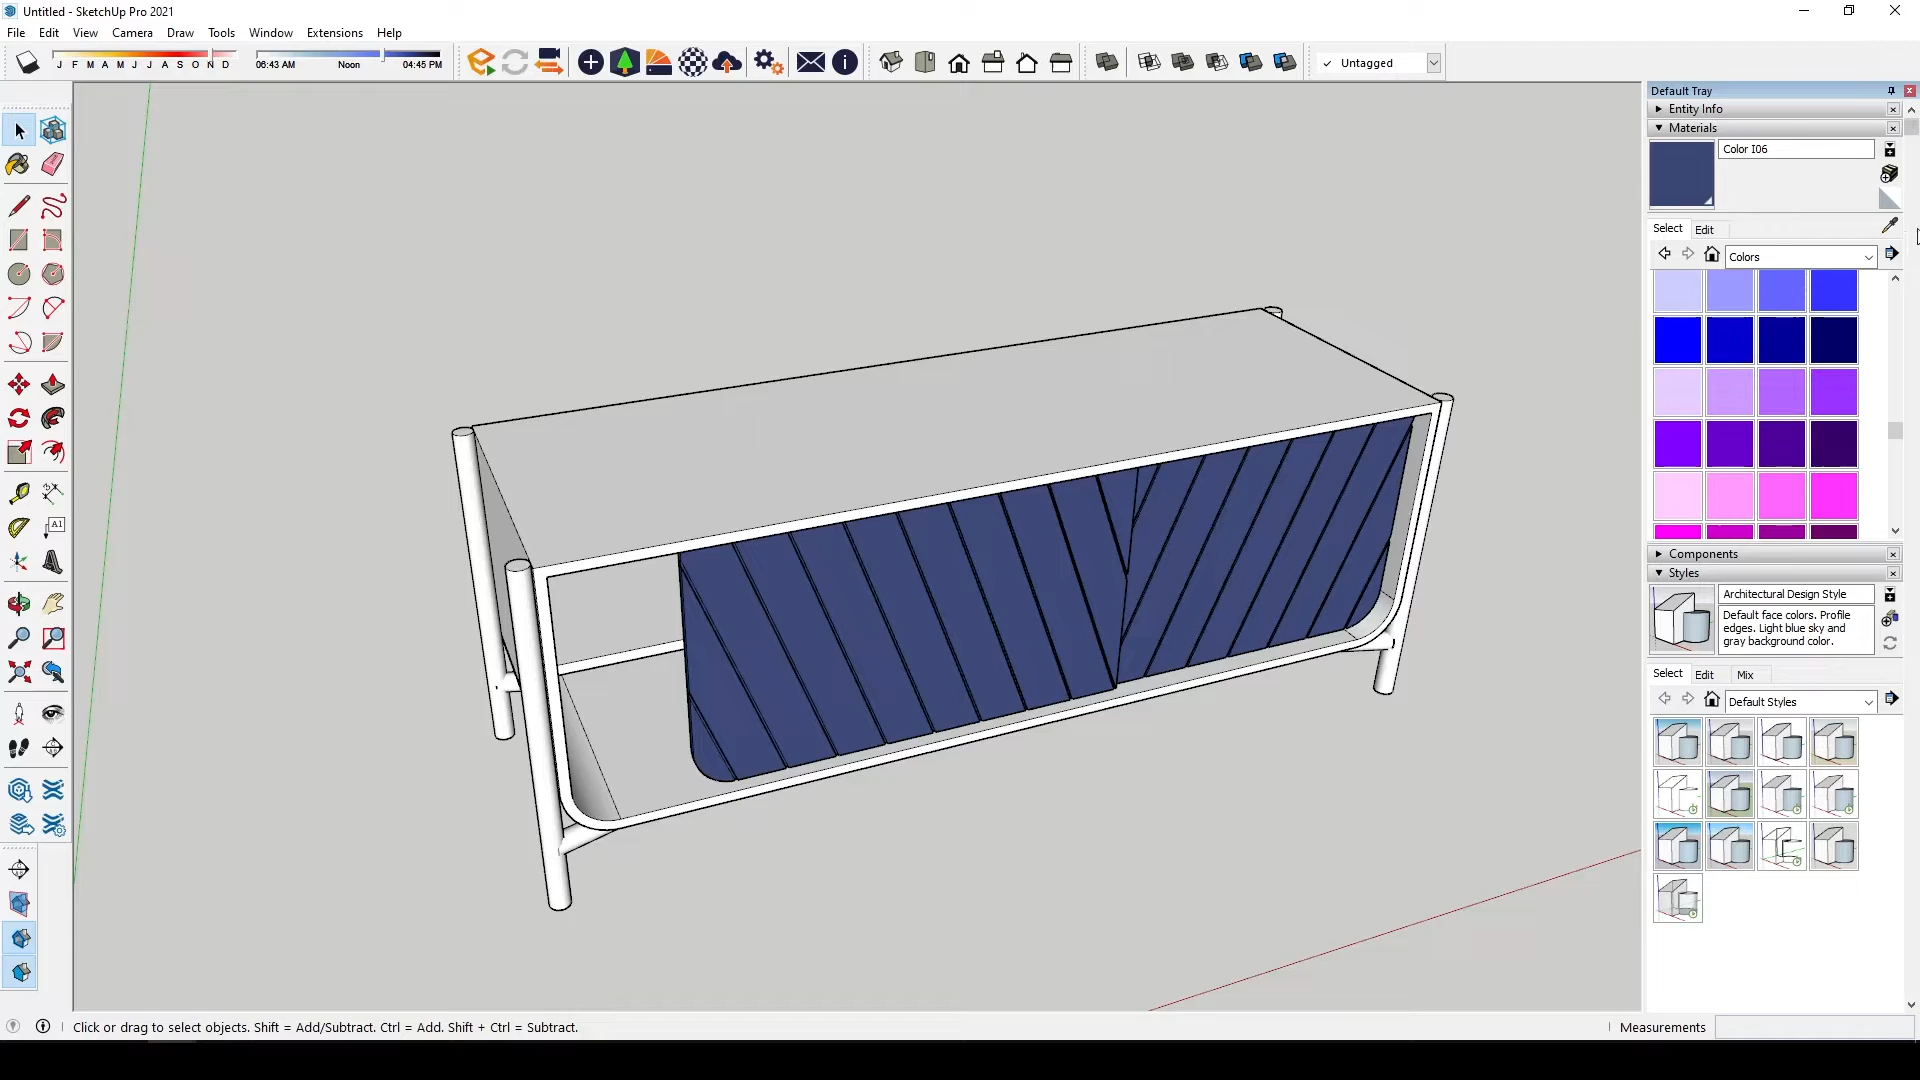 Untitled - SketchUp Pro 2021
File Edit View Camera Draw Tools Window Extensions Help
J F M A M J J A S O N D
06:43 AM Noon 04:45 PM
Untagged
Default Tray
Entity Info
Materials
Color I06
Select Edit
Colors
A1
Components
Styles
Architectural Design Style
Default face colors. Profile
edges. Light blue sky and
gray background color.
Select Edit Mix
Default Styles
Click or drag to select objects. Shift = Add/Subtract. Ctrl = Add. Shift + Ctrl = Subtract.
Measurements